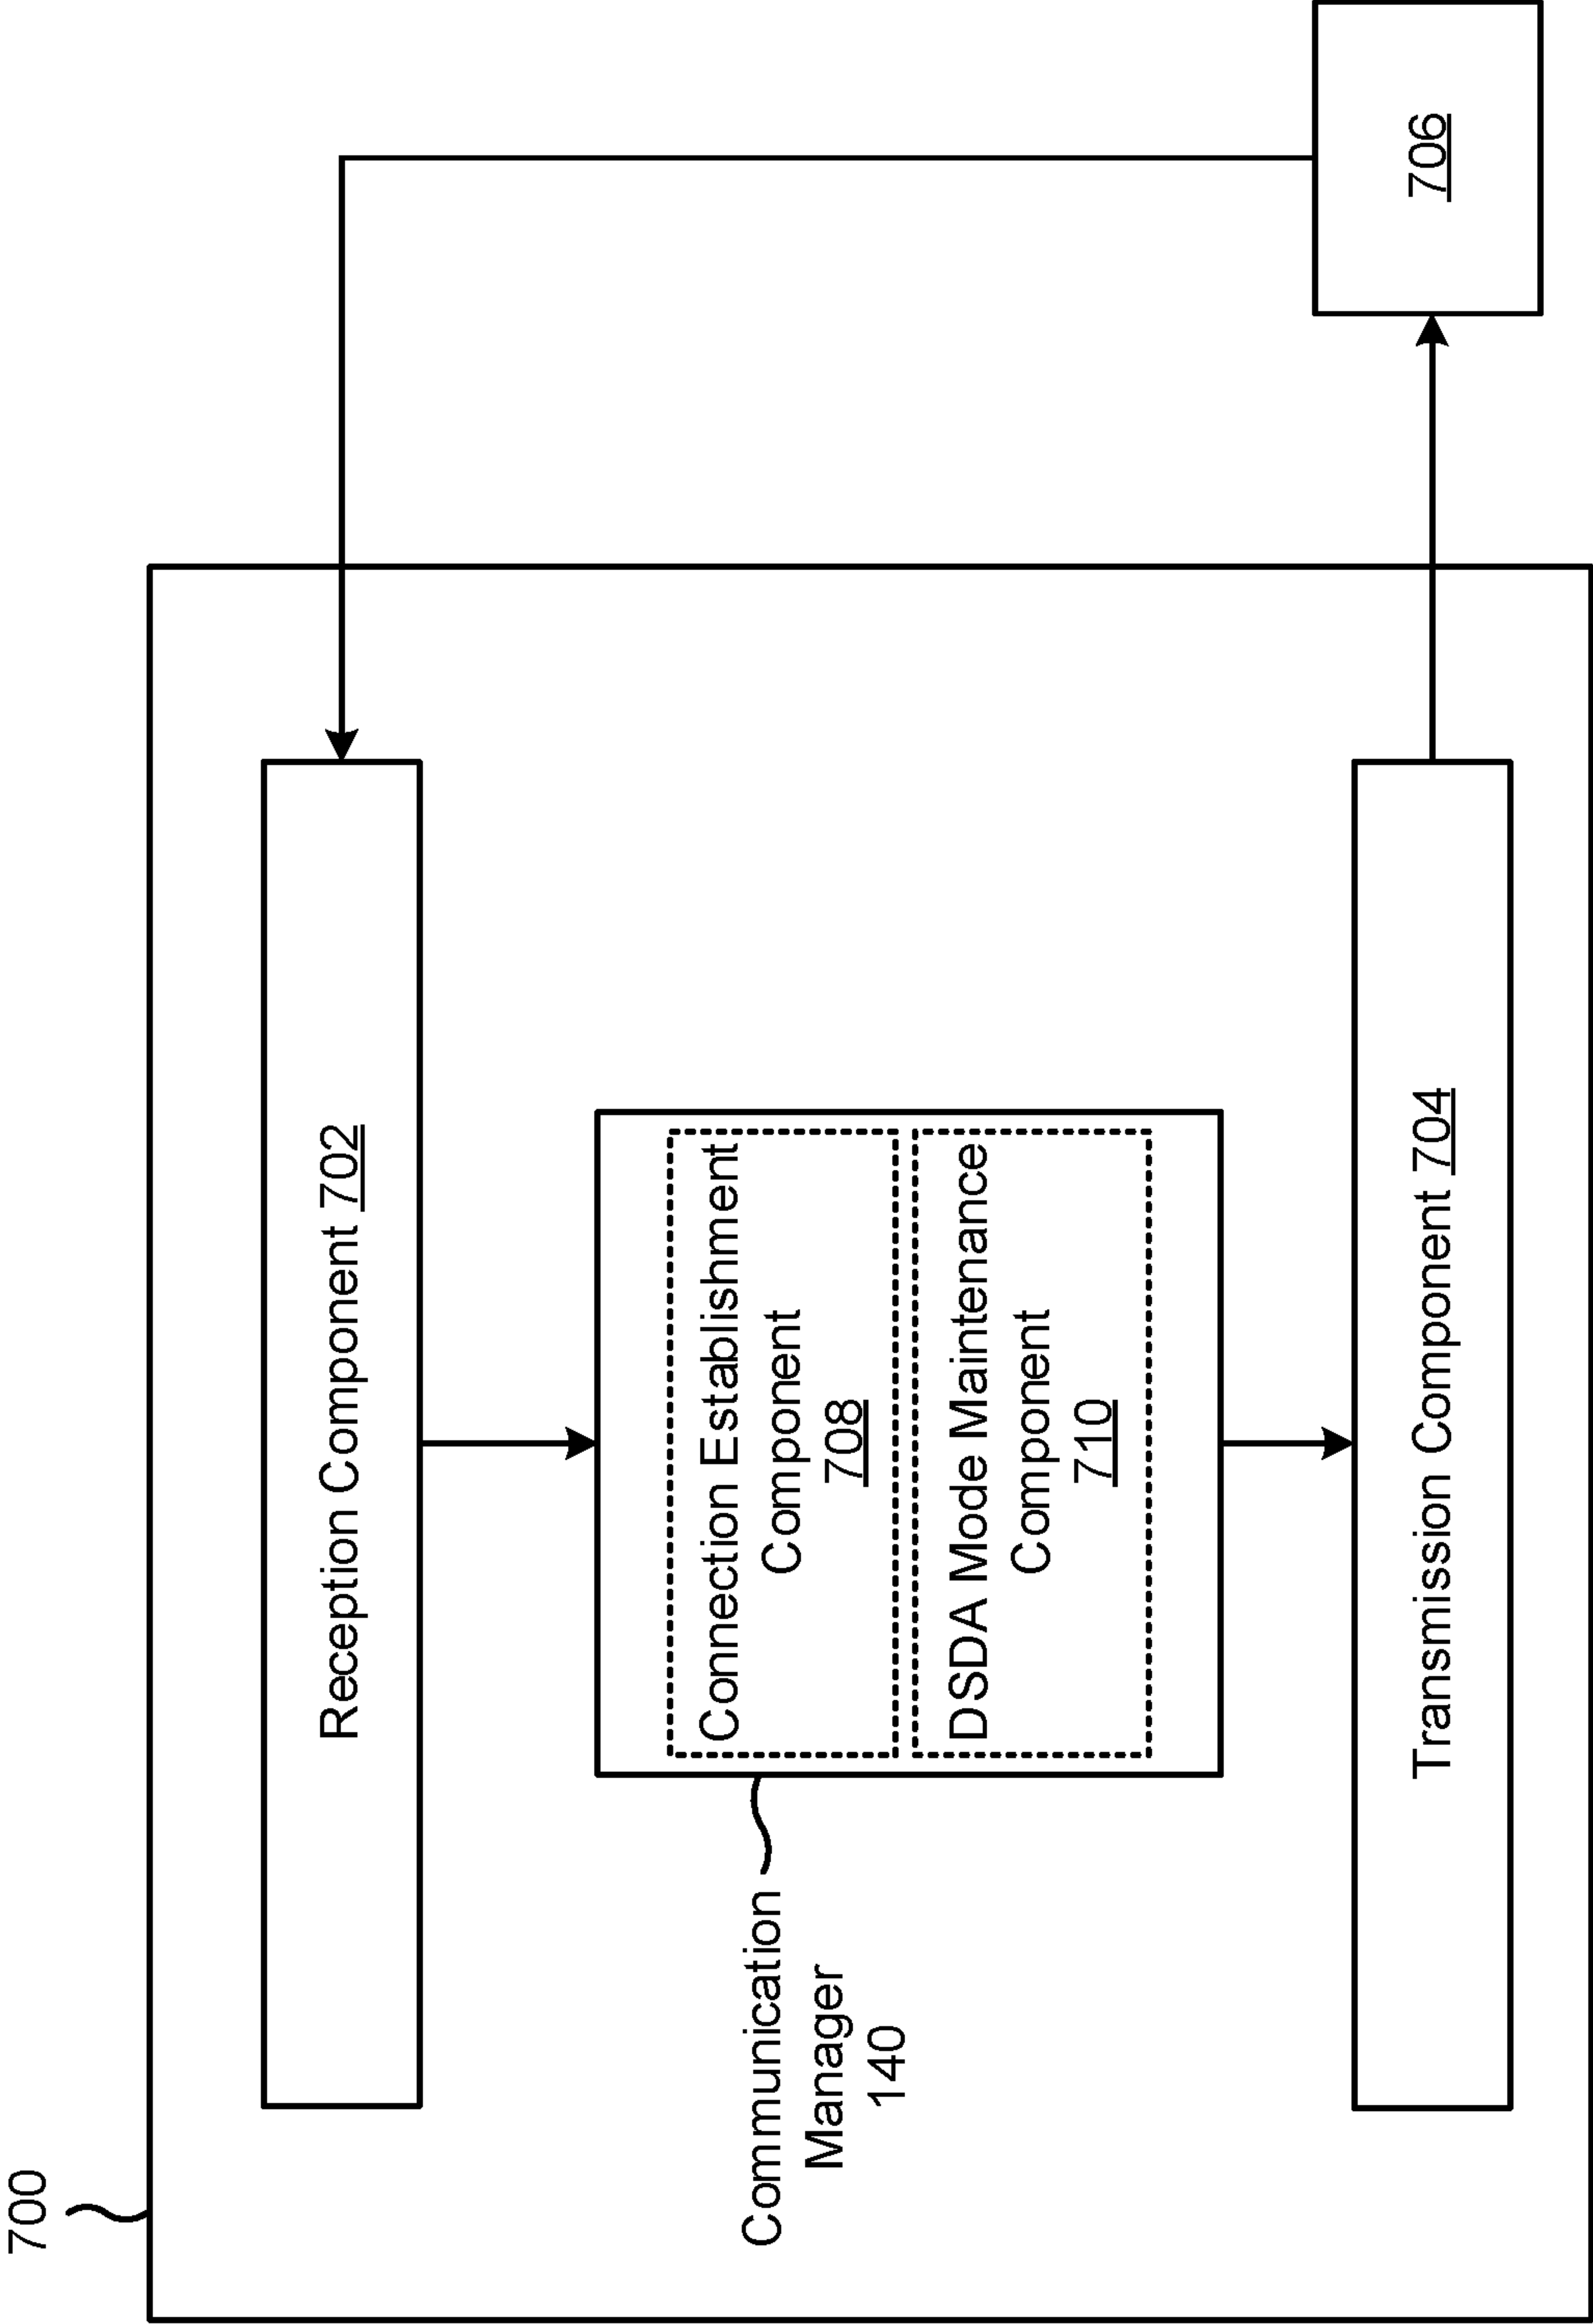 700
Reception Component 702
706
Communication
Manager
140
Connection Establishment
Component
708
DSDA Mode Maintenance
Component
710
Transmission Component 704